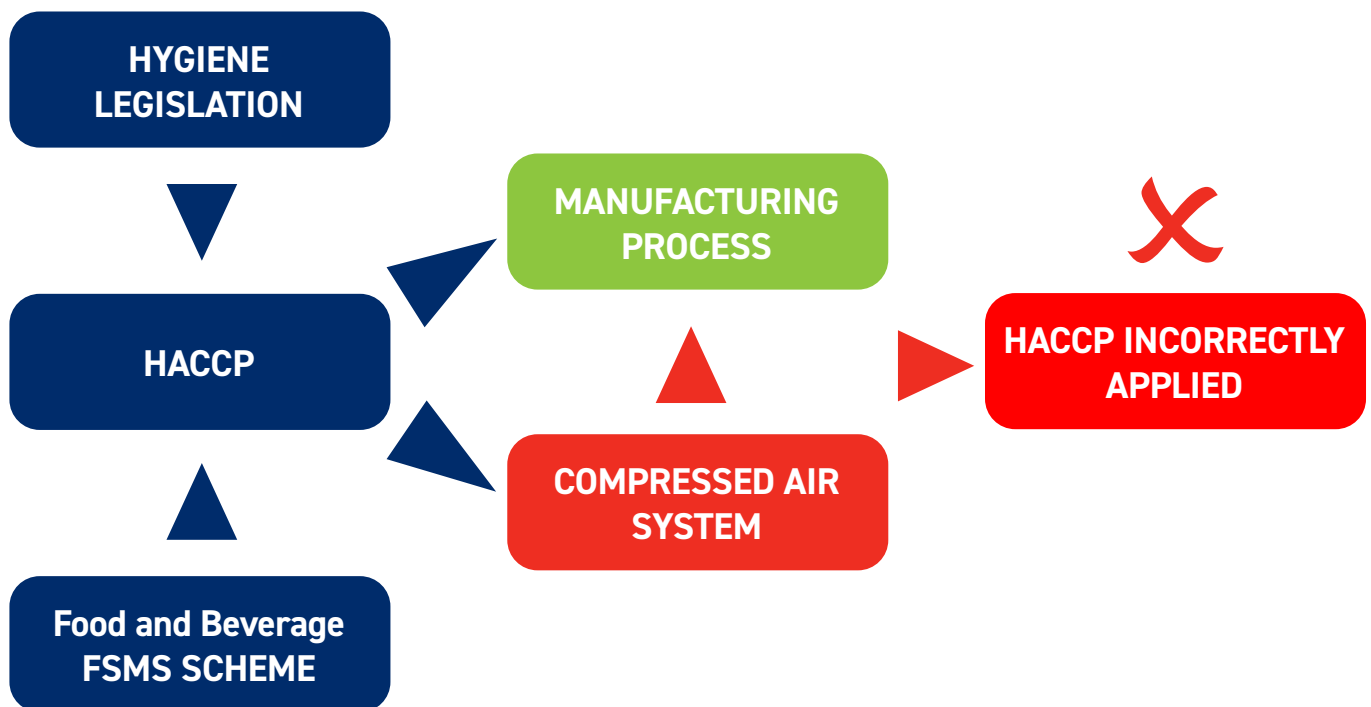 HYGIENE
LEGISLATION
HACCP
Food and Beverage
FSMS SCHEME
MANUFACTURING
PROCESS
COMPRESSED AIR
SYSTEM
HACCP INCORRECTLY
APPLIED